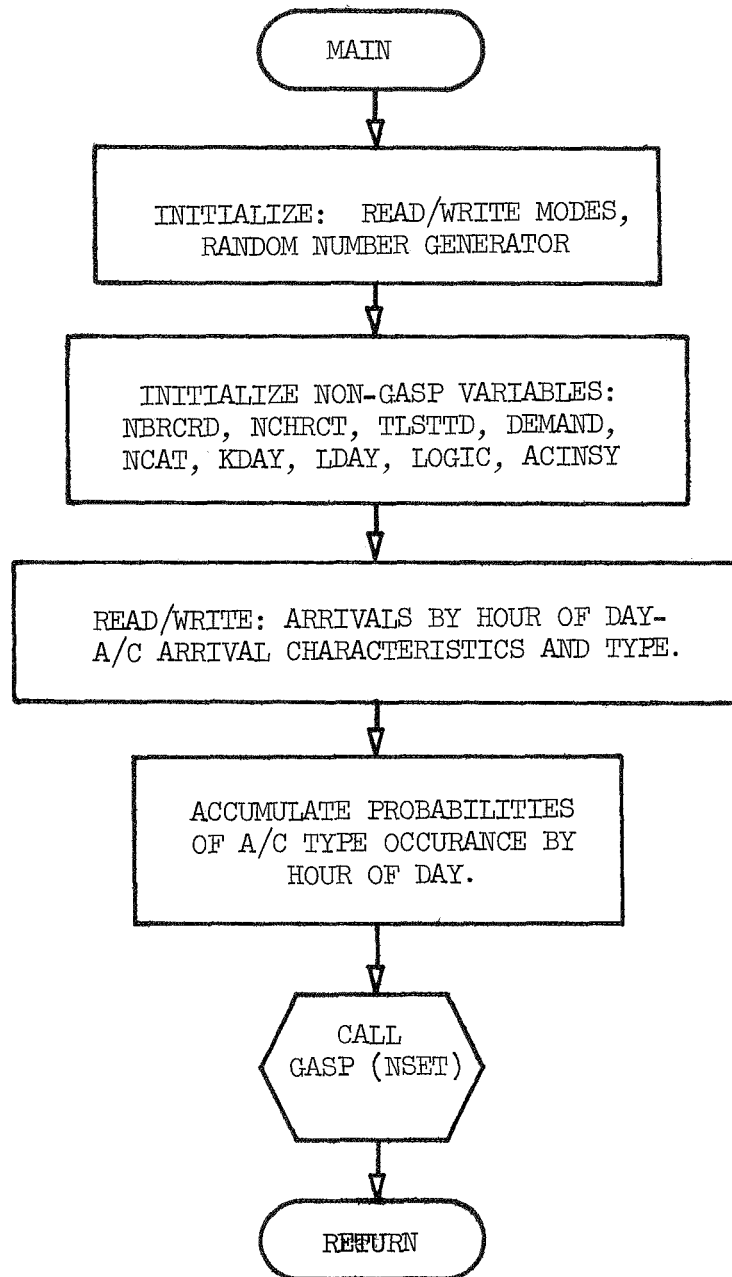 MAIN
INITIALIZE: READ/WRITE MODES,
RANDOM NUMBER GENERATOR
INITIALIZE NON-GASP VARIABLES:
NBRCRD, NCHRCT, TLSTTD, DEMAND,
NCAT, KDAY, LDAY, LOGIC, ACINSY
READ/WRITE: ARRIVALS BY HOUR OF DAY-
A/C ARRIVAL CHARACTERISTICS AND TYPE.
ACCUMULATE PROBABILITIES
OF A/C TYPE OCCURANCE BY
HOUR OF DAY.
CALL
GASP (NSET)
RETURN